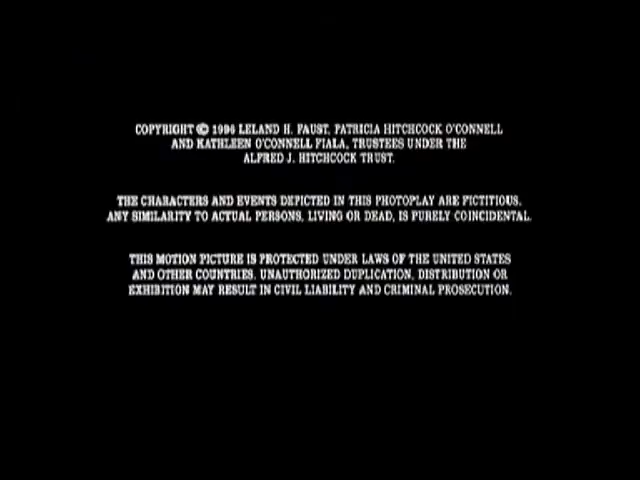 COPYRIGHT © 1996 LELAND H. FAUST, PATRICIA HITCHCOCK O'CONNELL
AND KATHLEEN O'CONNELL FIALA, TRUSTEES UNDER THE
ALFRED J. HITCHCOCK TRUST.
THE CHARACTERS AND EVENTS DEPICTED IN THIS PHOTOPLAY ARE FICTITIOUS.
ANY SIMILARITY TO ACTUAL PERSONS, LIVING OR DEAD, IS PURELY COINCIDENTAL.
THIS MOTION PICTURE IS PROTECTED UNDER LAWS OF THE UNITED STATES
AND OTHER COUNTRIES. UNAUTHORIZED DUPLICATION, DISTRIBUTION OR
EXHIBITION MAY RESULT IN CIVIL LIABILITY AND CRIMINAL PROSECUTION.